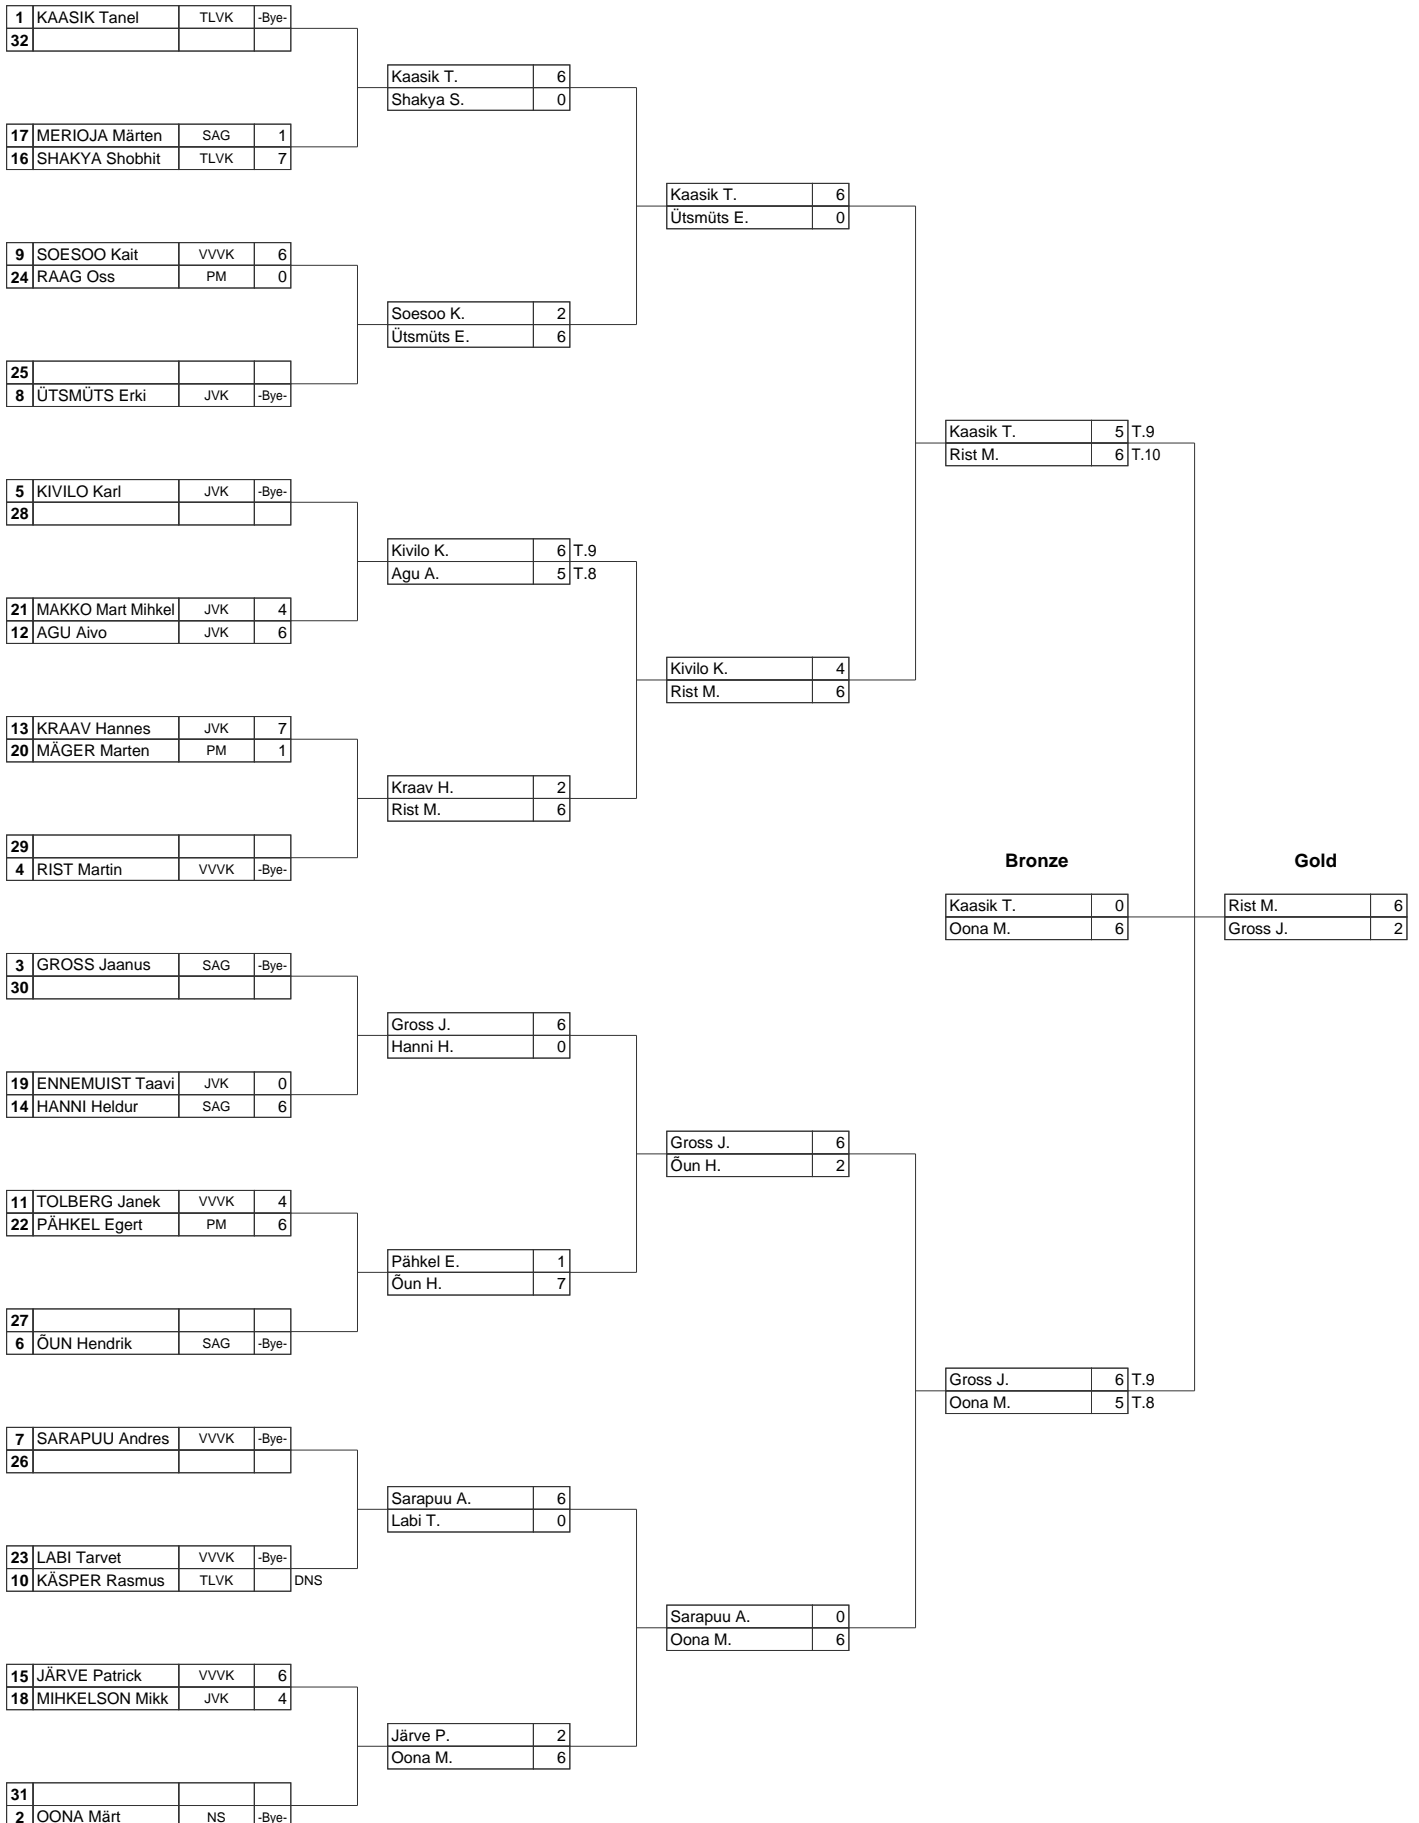 1 KAASIK Tanel TLVK -Bye-
32
Kaasik T. 6
Shakya S. 0
17 MERIOJA Märten SAG 1
16 SHAKYA Shobhit TLVK 7
Kaasik T. 6
Ütsmüts E. 0
9 SOESOO Kait VVVK 6
24 RAAG Oss PM 0
Soesoo K. 2
Ütsmüts E. 6
25
8 ÜTSMÜTS Erki JVK -Bye-
Kaasik T. 5 T.9
Rist M. 6 T.10
5 KIVILO Karl JVK -Bye-
28
Kivilo K. 6 T.9
Agu A. 5 T.8
21 MAKKO Mart Mihkel JVK 4
12 AGU Aivo JVK 6
Kivilo K. 4
Rist M. 6
13 KRAAV Hannes JVK 7
20 MÄGER Marten PM 1
Kraav H. 2
Rist M. 6
29
4 RIST Martin VVVK -Bye-
Bronze Gold
Kaasik T. 0 Rist M. 6
Oona M. 6 Gross J. 2
3 GROSS Jaanus SAG -Bye-
30
Gross J. 6
Hanni H. 0
19 ENNEMUIST Taavi JVK 0
14 HANNI Heldur SAG 6
Gross J. 6
Õun H. 2
11 TOLBERG Janek VVVK 4
22 PÄHKEL Egert PM 6
Pähkel E. 1
Õun H. 7
27
6 ÕUN Hendrik SAG -Bye-
Gross J. 6 T.9
Oona M. 5 T.8
7 SARAPUU Andres VVVK -Bye-
26
Sarapuu A. 6
Labi T. 0
23 LABI Tarvet VVVK -Bye-
10 KÄSPER Rasmus TLVK DNS
Sarapuu A. 0
Oona M. 6
15 JÄRVE Patrick VVVK 6
18 MIHKELSON Mikk JVK 4
Järve P. 2
Oona M. 6
31
2 OONA Märt NS -Bye-